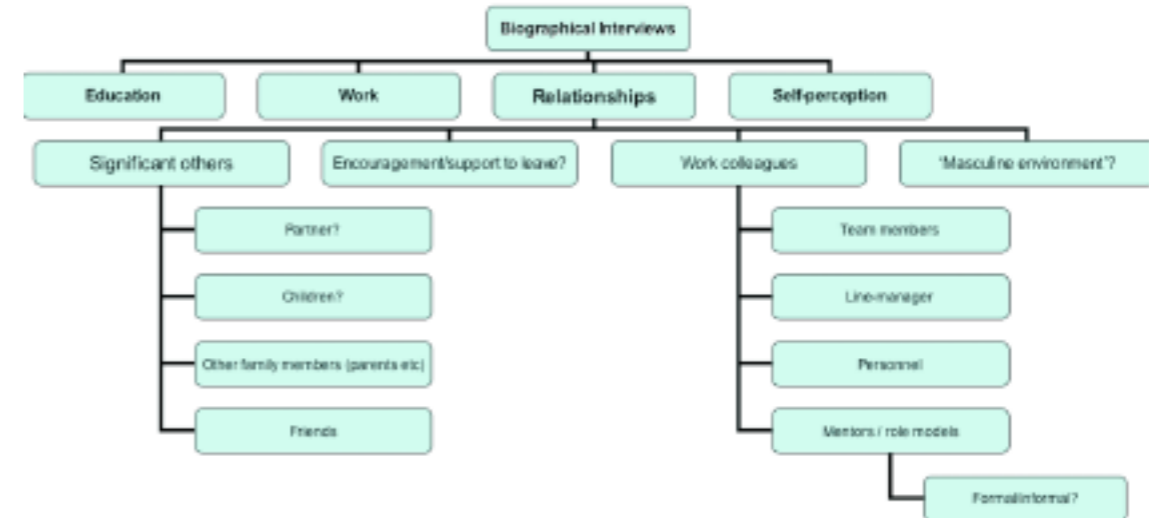 Biographical Interviews
Education
Work
Relationships
Self-perception
Significant others
Encouragement/support to leave?
Work colleagues
'Masculine environment'?
Partner?
Team members
Children?
Line-manager
Other family members (parents etc)
Personnel
Friends
Mentors / role models
Formal/informal?